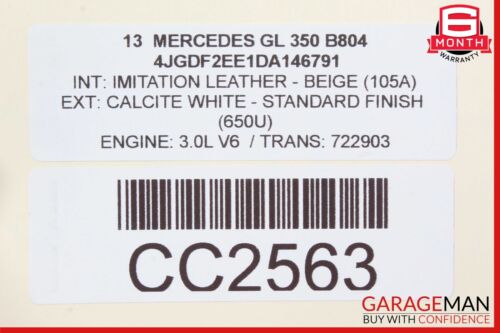 6
MONTH
WARRANTY
13 MERCEDES GL 350 B804
4JGDF2EE1DA146791
INT: IMITATION LEATHER - BEIGE (105A)
EXT: CALCITE WHITE - STANDARD FINISH
(650U)
ENGINE: 3.0L V6 / TRANS: 722903
CC2563
GARAGEMAN
BUY WITH CONFIDENCE